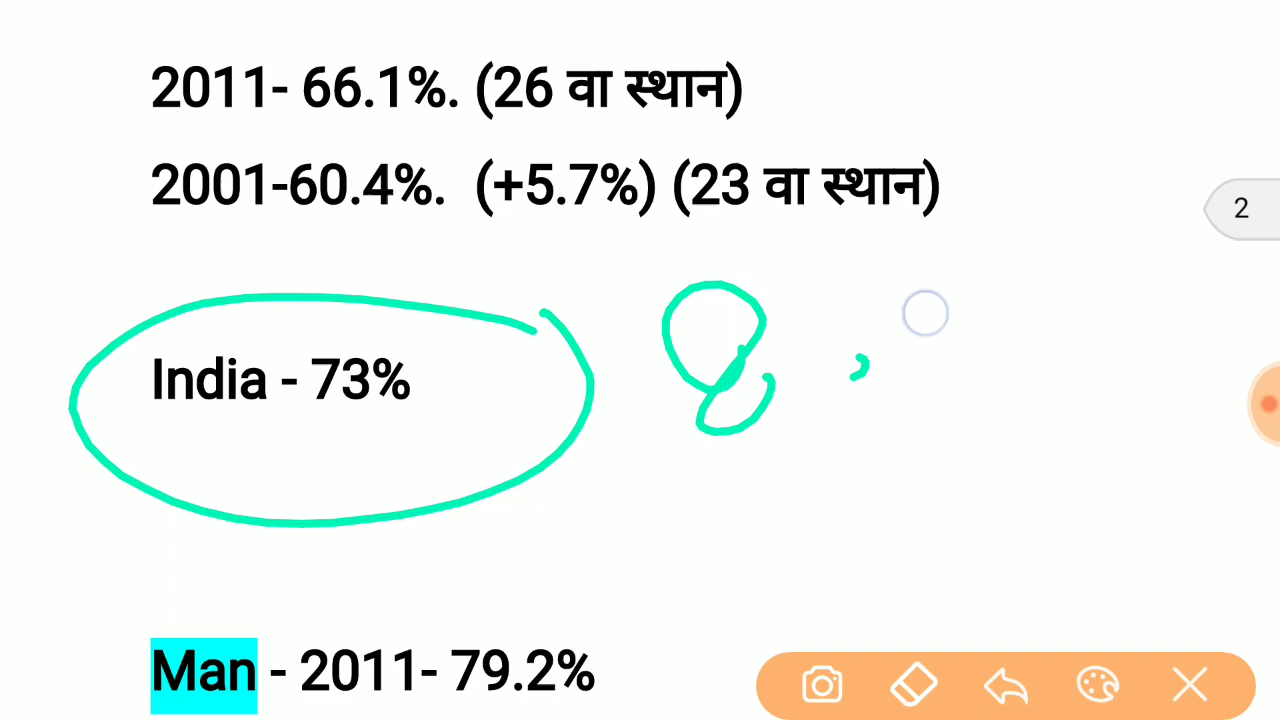 2011- 66.1%. (26 वा स्थान)
2001-60.4%. (+5.7%) (23 वा स्थान)
2
India - 73%
Man - 2011- 79.2%